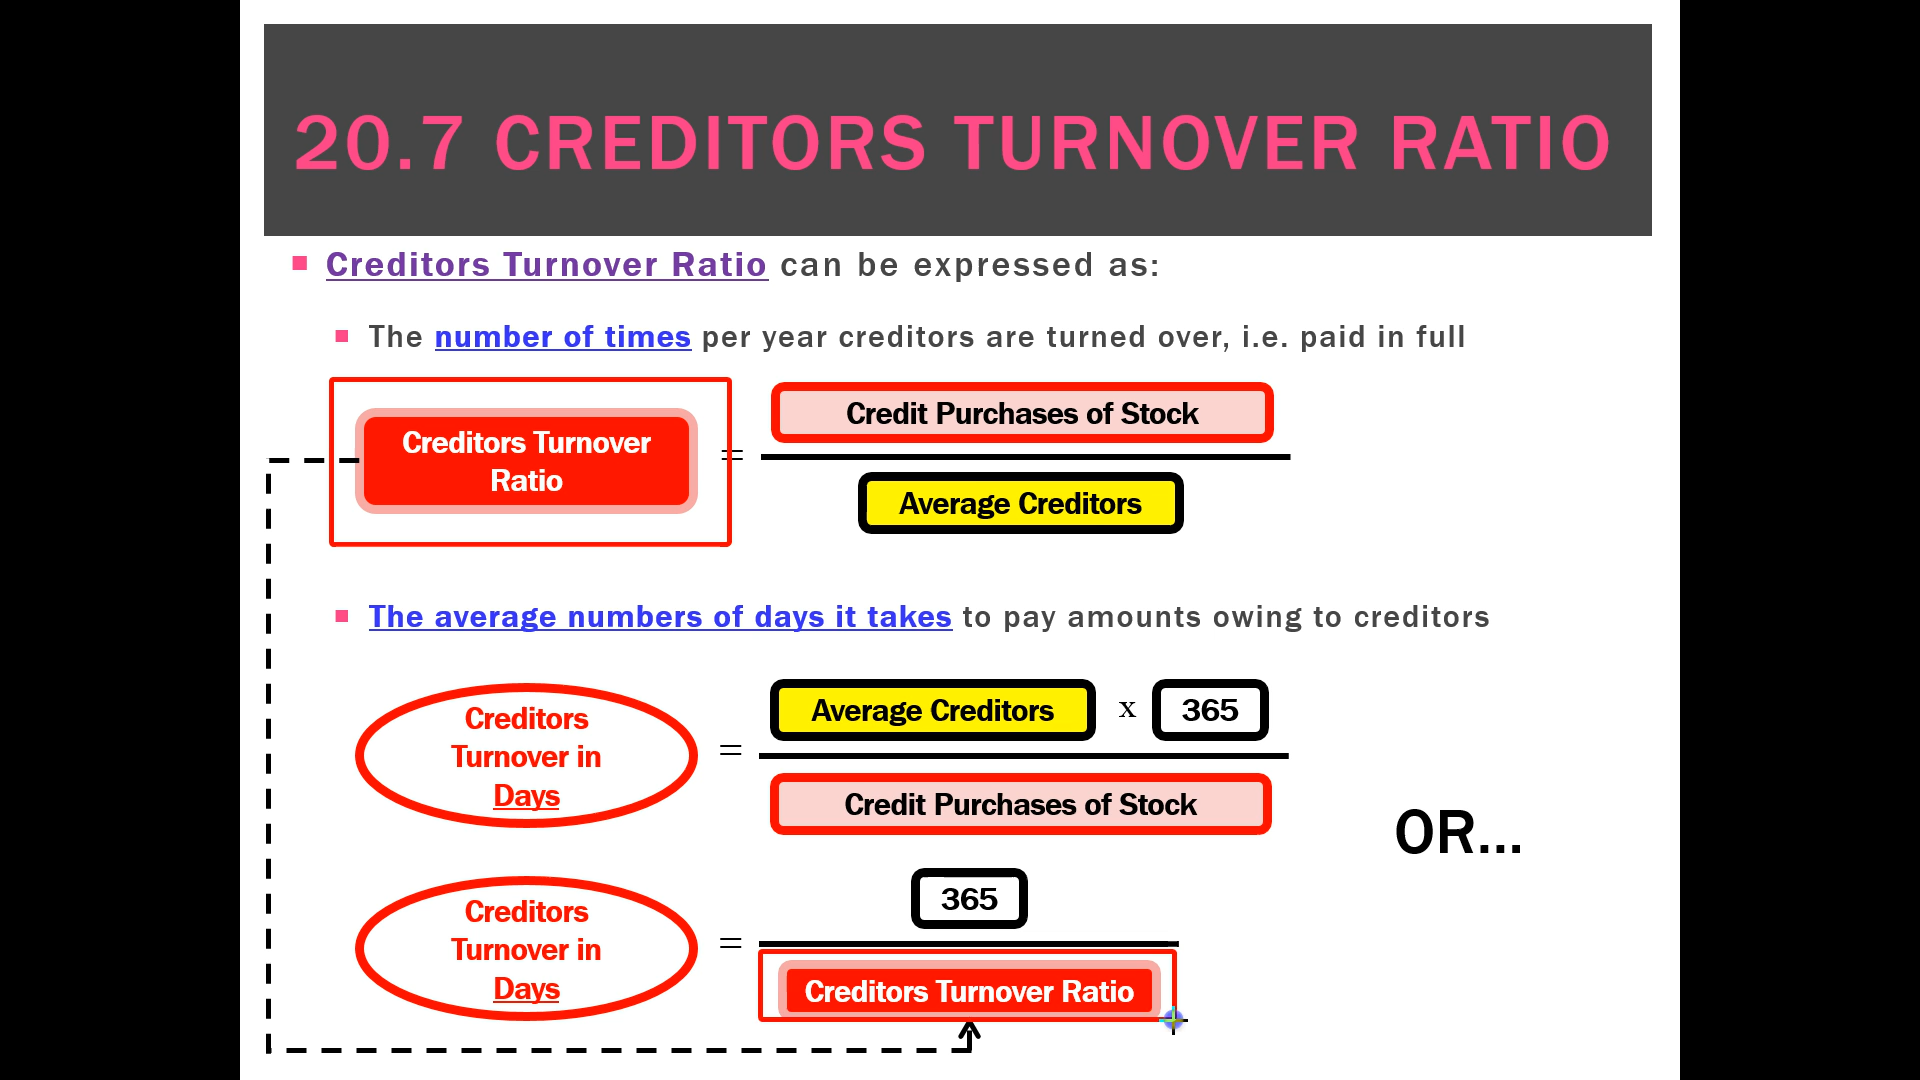 20.7 CREDITORS TURNOVER RATIO
Creditors Turnover Ratio can be expressed as:
The number of times per year creditors are turned over, i.e. paid in full
Creditors Turnover
Ratio
=
Credit Purchases of Stock
Average Creditors
The average numbers of days it takes to pay amounts owing to creditors
Creditors
Turnover in
Days
=
Average Creditors x 365
Credit Purchases of Stock
OR...
Creditors
Turnover in
Days
=
365
Creditors Turnover Ratio